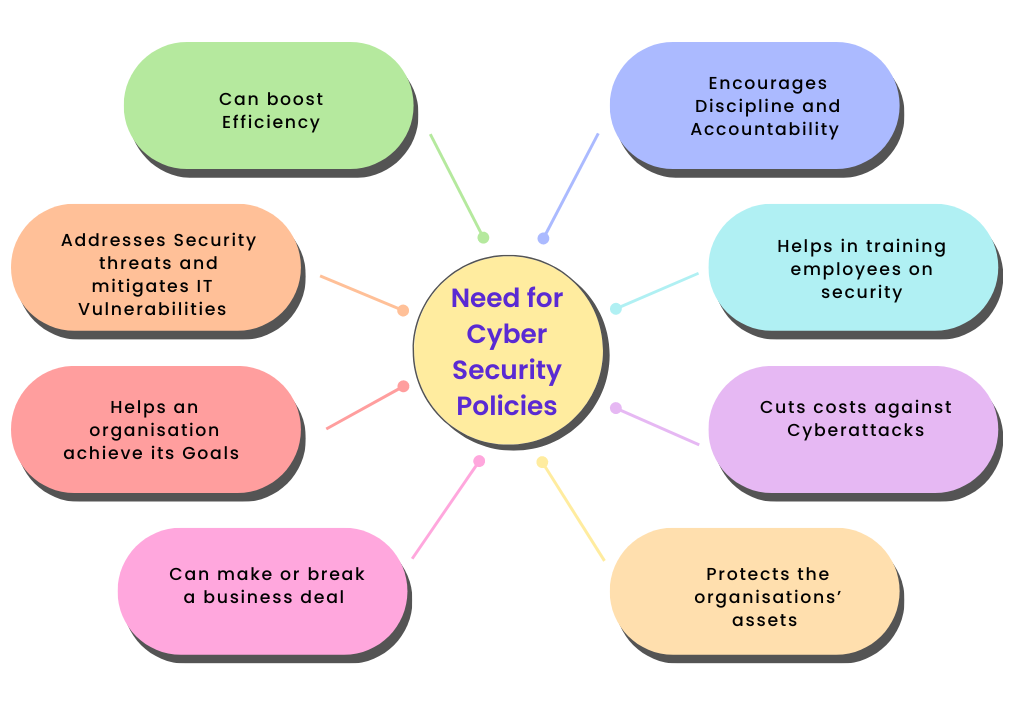 Can boost
Efficiency
Encourages
Discipline and
Accountability
Addresses Security
threats and
mitigates IT
Vulnerabilities
Helps in training
employees on
security
Need for
Cyber
Security
Policies
Helps an
organisation
achieve its Goals
Cuts costs against
Cyberattacks
Can make or break
a business deal
Protects the
organisations’
assets